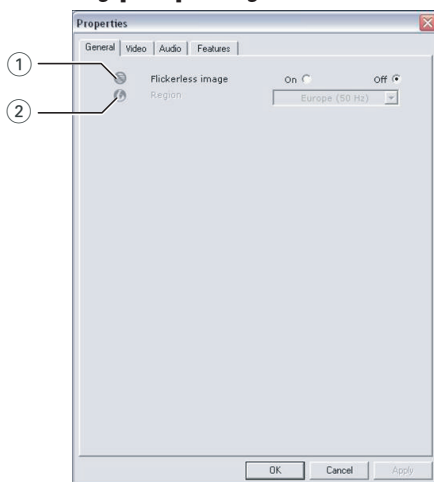 Properties
General Video Audio Features
1 Flickerless image On Off
2 Region Europe (50 Hz)
OK Cancel Apply